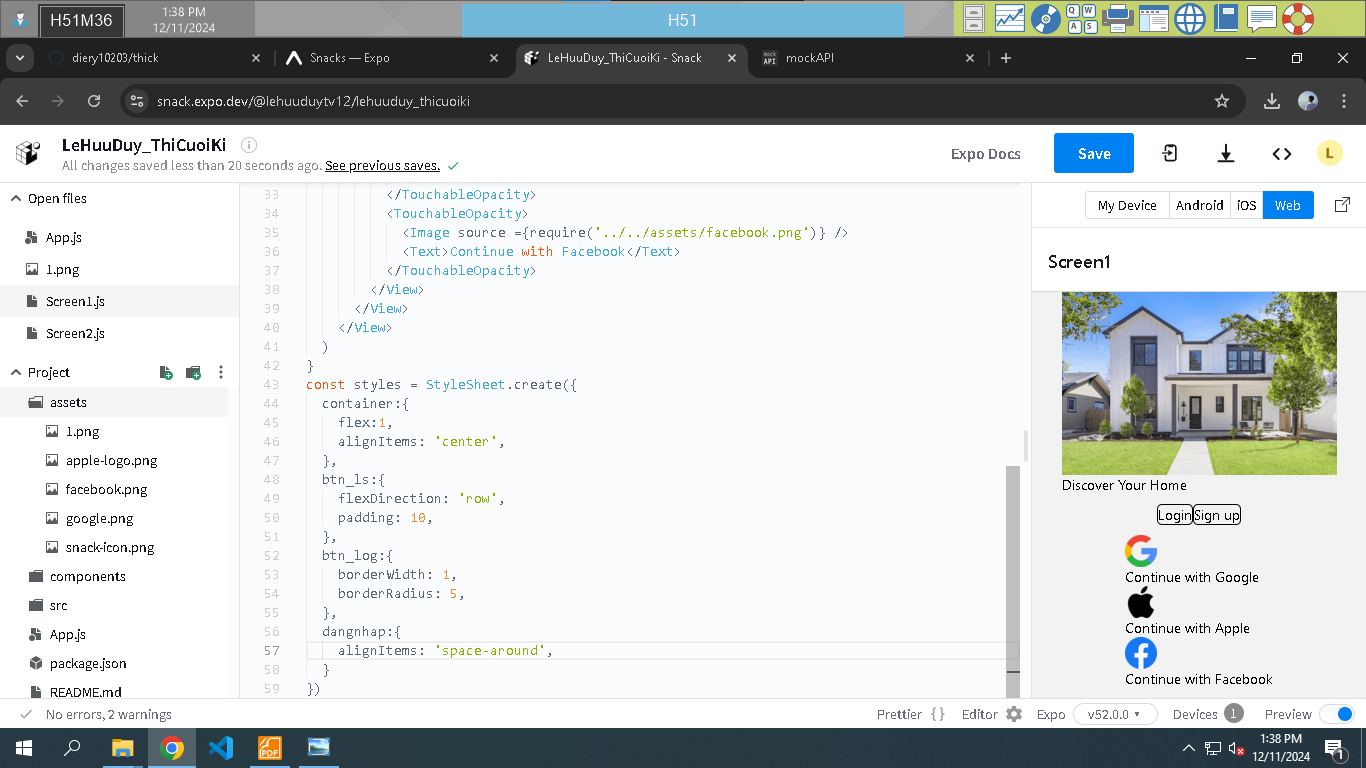 H51M36
1:38 PM
12/11/2024
H51
Q W
A S
diery10203/thick
Snacks — Expo
LeHuuDuy_ThiCuoiKi - Snack
mock
API
mockAPI
snack.expo.dev/@lehuuduytv12/lehuuduy_thicuoiki
LeHuuDuy_ThiCuoiKi
All changes saved less than 20 seconds ago. See previous saves.
Expo Docs
Save
L
Open files
App.js
1.png
Screen1.js
Screen2.js
Project
assets
1.png
apple-logo.png
facebook.png
google.png
snack-icon.png
components
src
App.js
package.json
README.md
33 </TouchableOpacity>
34 <TouchableOpacity>
35 <Image source ={require('../../assets/facebook.png')} />
36 <Text>Continue with Facebook</Text>
37 </TouchableOpacity>
38 </View>
39 </View>
40 </View>
41 )
42 }
43 const styles = StyleSheet.create({
44 container:{
45 flex:1,
46 alignItems: 'center',
47 },
48 btn_ls:{
49 flexDirection: 'row',
50 padding: 10,
51 },
52 btn_log:{
53 borderWidth: 1,
54 borderRadius: 5,
55 },
56 dangnhap:{
57 alignItems: 'space-around',
58 }
59 })
My Device
Android
iOS
Web
Screen1
Discover Your Home
Login Sign up
Continue with Google
Continue with Apple
Continue with Facebook
No errors, 2 warnings
Prettier {}
Editor
Expo
v52.0.0
Devices 1
Preview
PDF
1:38 PM
12/11/2024
1